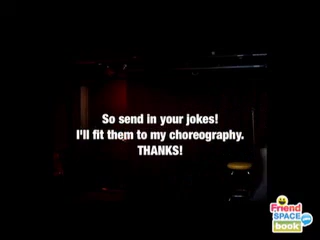 So send in your jokes!
I'll fit them to my choreography.
THANKS!
Friend
SPACE
book